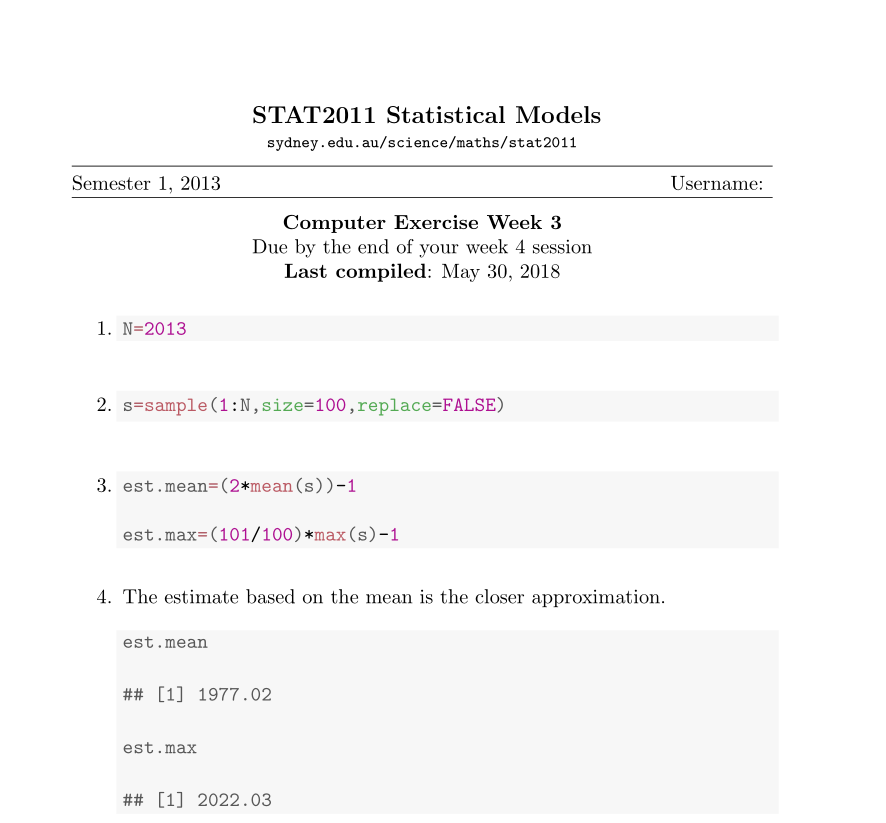 STAT2011 Statistical Models
sydney.edu.au/science/maths/stat2011
Semester 1, 2013 Username:
Computer Exercise Week 3
Due by the end of your week 4 session
Last compiled: May 30, 2018
1. N=2013
2. s=sample(1:N,size=100,replace=FALSE)
3. est.mean=(2*mean(s))-1
est.max=(101/100)*max(s)-1
4. The estimate based on the mean is the closer approximation.
est.mean
## [1] 1977.02
est.max
## [1] 2022.03